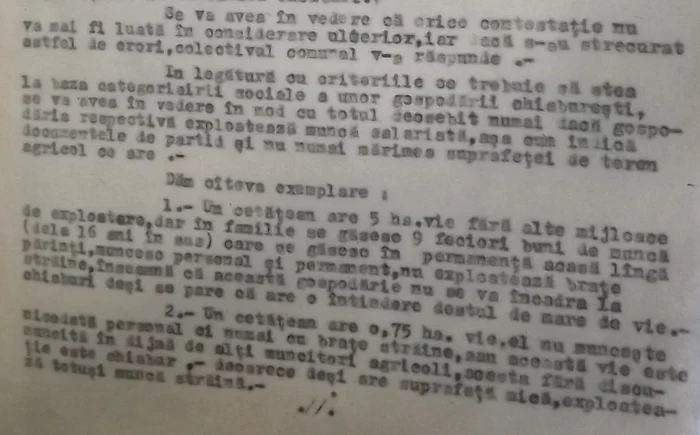 Se va avea în vedere că orice contestație nu
va mai fi luată în considerare ulterior, iar dacă s-au strecurat
astfel de erori, colectivul comunal v-a răspunde .-
In legătură cu criteriile ce trebuie să stea
la baza categorisirii sociale a unor gospodării chiaburești,
se va avea în vedere în mod cu totul deosebit numai dacă gospo-
dăria respectivă exploatează muncă salariată, așa cum indică
documentele de partid și nu numai mărimea suprafeței de teren
agricol ce are .-
Dăm cîteva exemplare :
1.- Un cetățean are 5 ha. vie fără alte mijloace
de exploatare, dar în familie se găsesc 9 feciori buni de muncă
(dela 16 ani în sus) care se găsesc în permanență acasă lîngă
părinți, muncesc personal și permanent, nu exploatează brațe
străine, înseamnă că această gospodărie nu se va încadra la
chiaburi deși se pare că are o întindere destul de mare de vie.-
2.- Un cetățean are 0,75 ha. vie, el nu muncește
niciodată personal ci numai cu brațe străine, sau această vie este
muncită în dijmă de alți muncitori agricoli, acesta fără discu-
ție este chiabur .- deoarece deși are suprafață mică, exploatea-
ză totuși muncă străină.-
./.